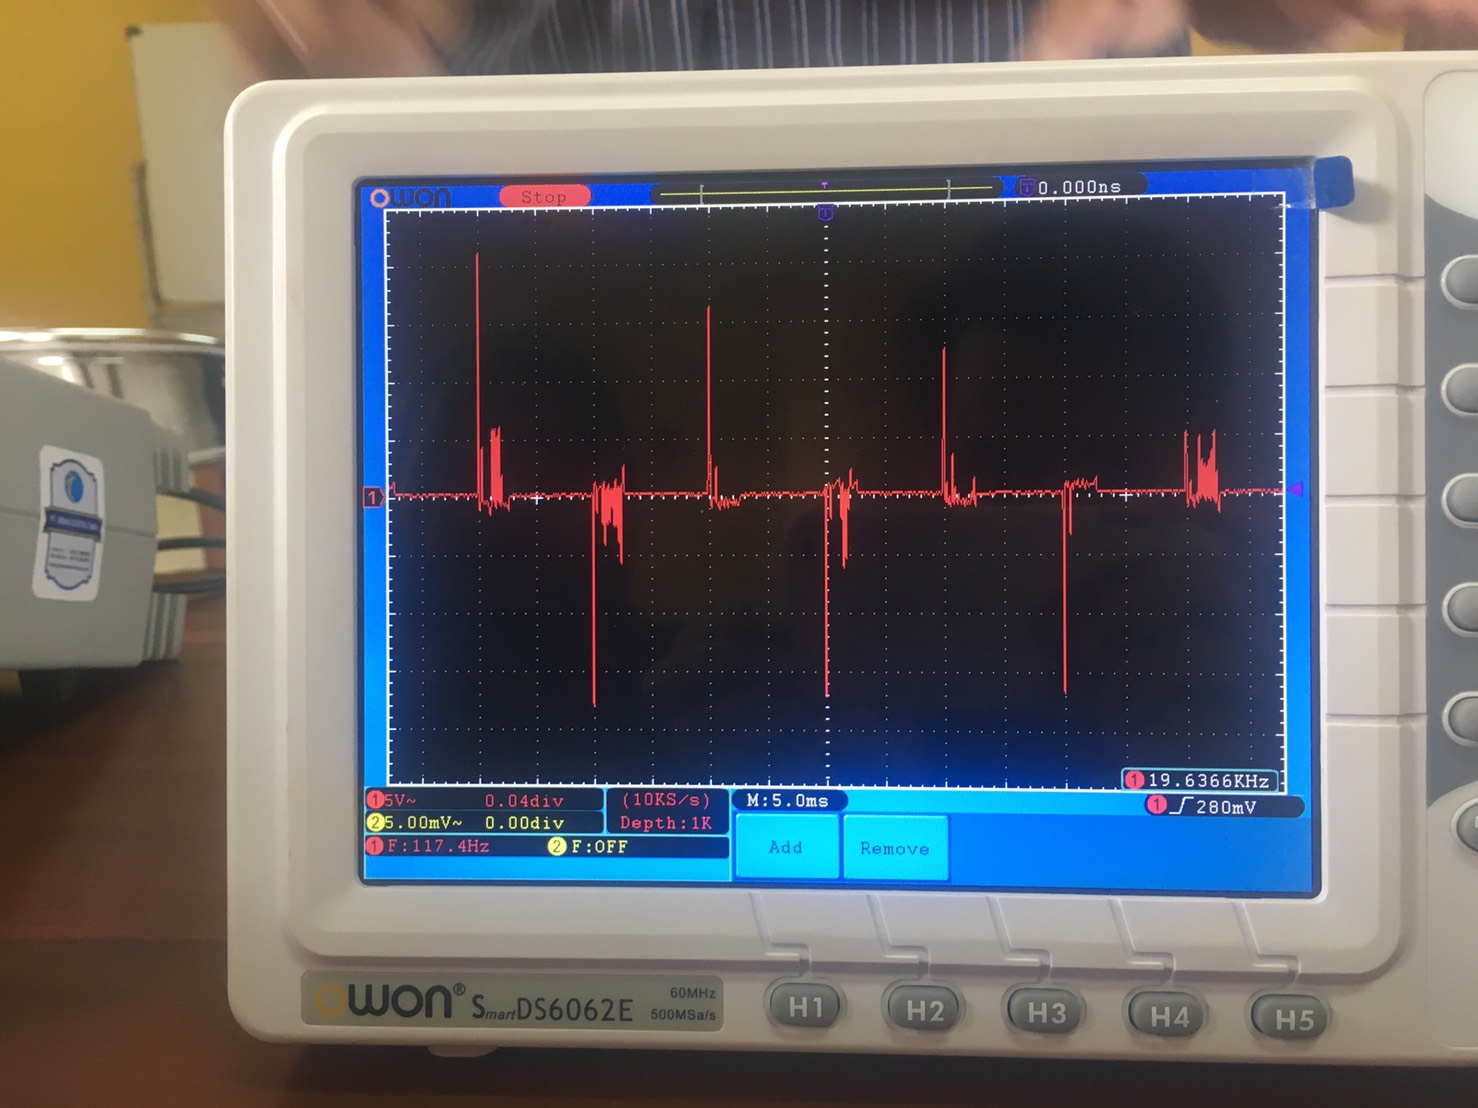 OWON Stop T 0.000ns
T
1
1 19.6366KHz
1 5V~ 0.04div (10KS/s) M:5.0ms 1 280mV
2 5.00mV~ 0.00div Depth:1K
1 F:117.4Hz 2 F:OFF Add Remove
OWON® SmartDS6062E 60MHz 500MSa/s
H1 H2 H3 H4 H5